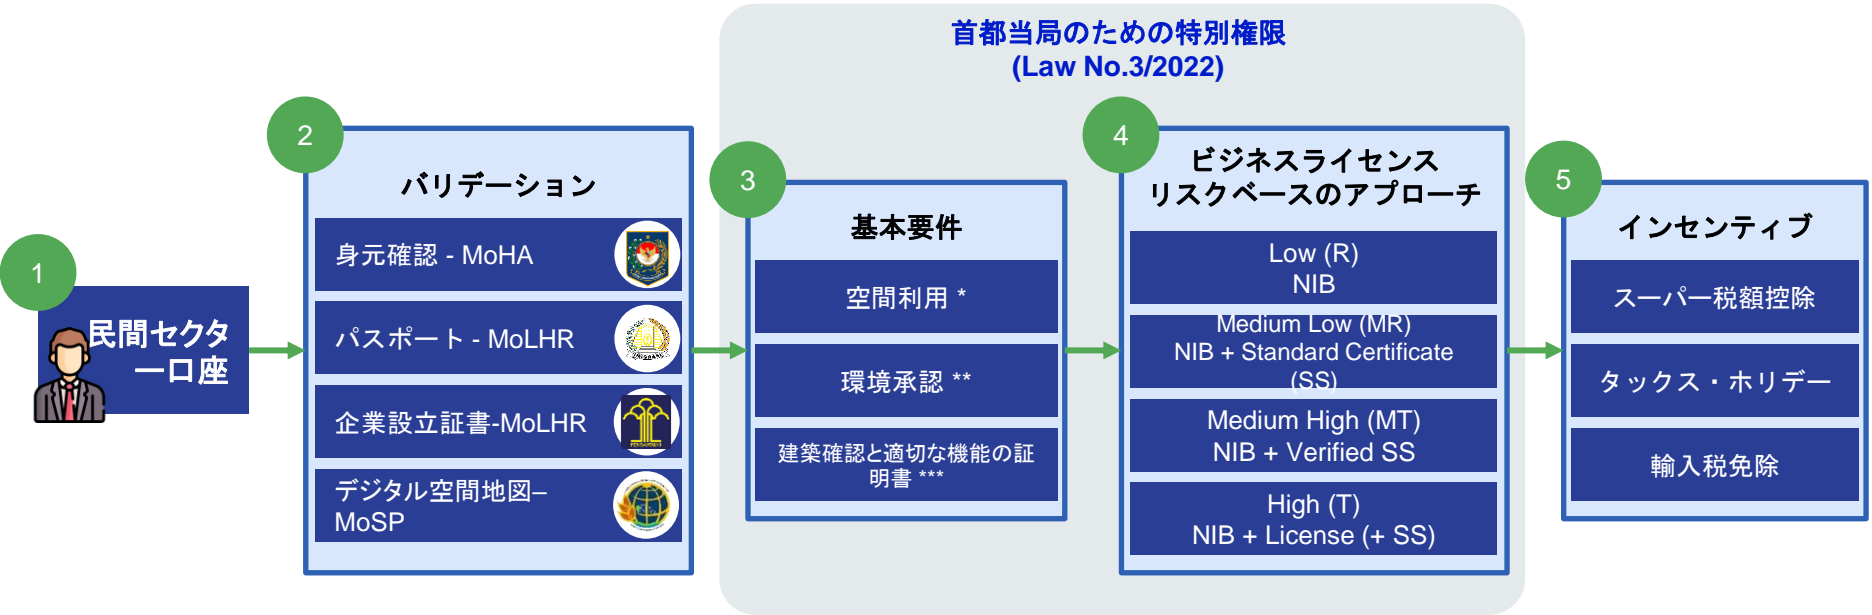 首都当局のための特別権限
(Law No.3/2022)
1
民間セクタ
ー口座
2
バリデーション
身元確認 - MoHA
パスポート - MoLHR
企業設立証書-MoLHR
デジタル空間地図–
MoSP
3
基本要件
空間利用 *
環境承認 **
建築確認と適切な機能の証
明書 ***
4
ビジネスライセンス
リスクベースのアプローチ
Low (R)
NIB
Medium Low (MR)
NIB + Standard Certificate
(SS)
Medium High (MT)
NIB + Verified SS
High (T)
NIB + License (+ SS)
5
インセンティブ
スーパー税額控除
タックス・ホリデー
輸入税免除